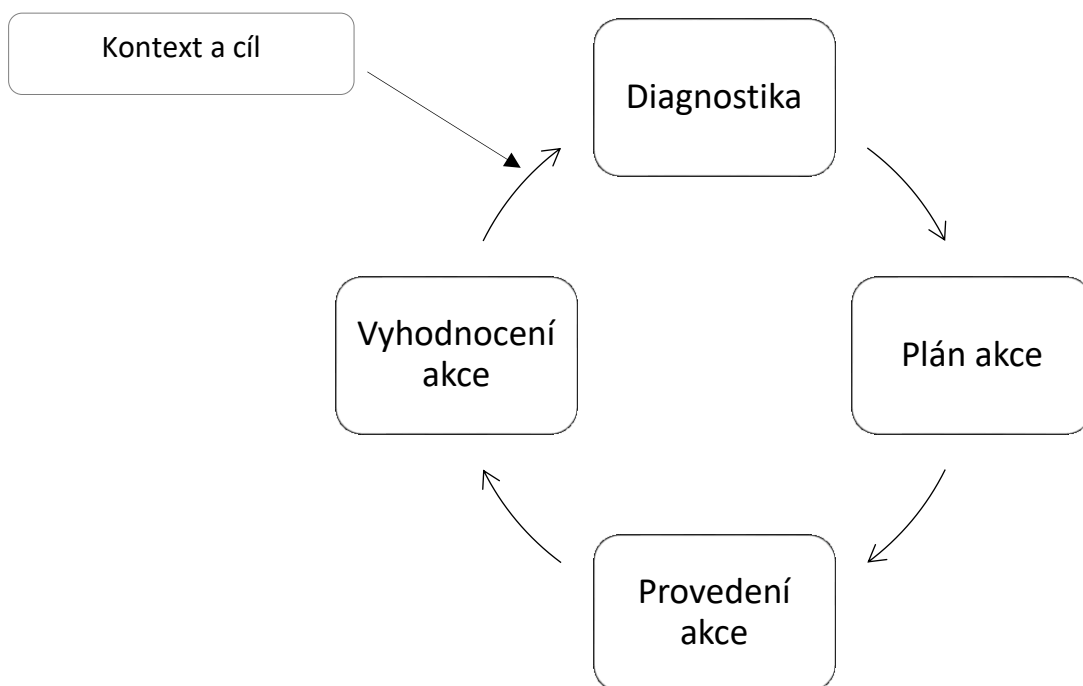 Kontext a cíl
Diagnostika
Vyhodnocení
akce
Plán akce
Provedení
akce